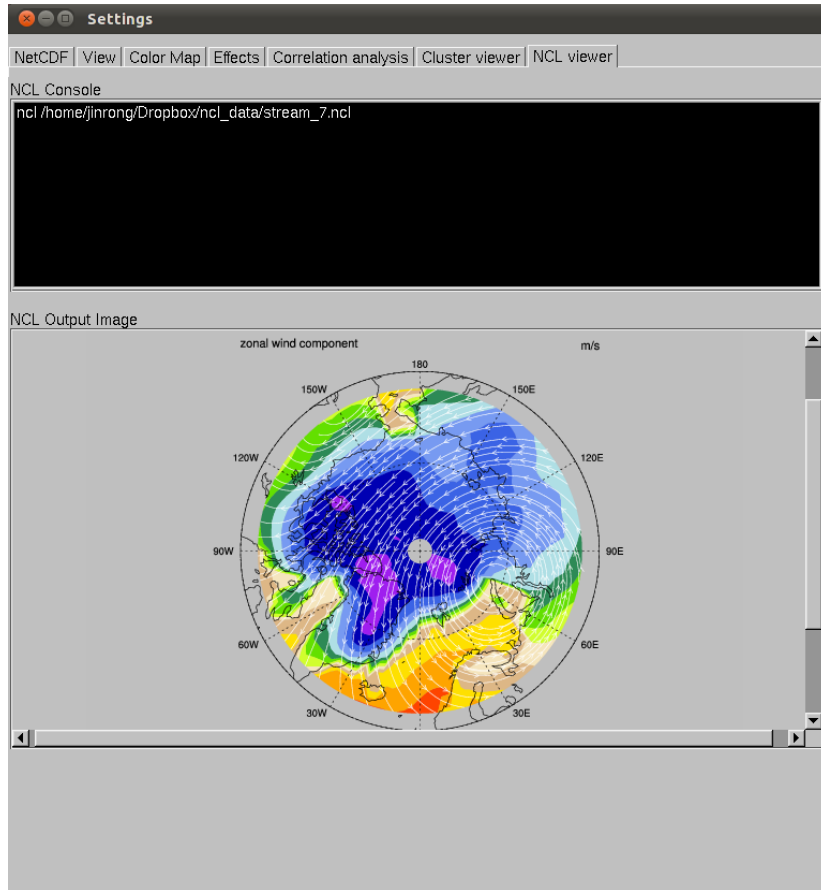 Settings
NetCDF View Color Map Effects Correlation analysis Cluster viewer NCL viewer
NCL Console
ncl /home/jinrong/Dropbox/ncl_data/stream_7.ncl
NCL Output Image
zonal wind component m/s
180
150W 150E
120W 120E
90W 90E
60W 60E
30W 30E